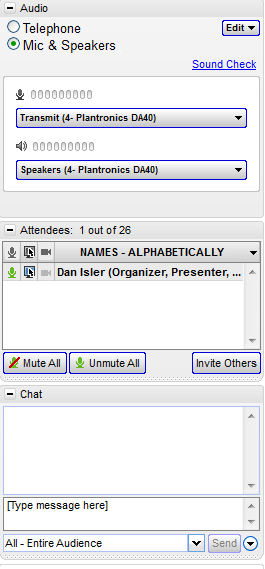 Audio
Telephone
Edit
Mic & Speakers
Sound Check
Transmit (4- Plantronics DA40)
Speakers (4- Plantronics DA40)
Attendees: 1 out of 26
NAMES - ALPHABETICALLY
Dan Isler (Organizer, Presenter, ...
Mute All Unmute All Invite Others
Chat
[Type message here]
All - Entire Audience Send